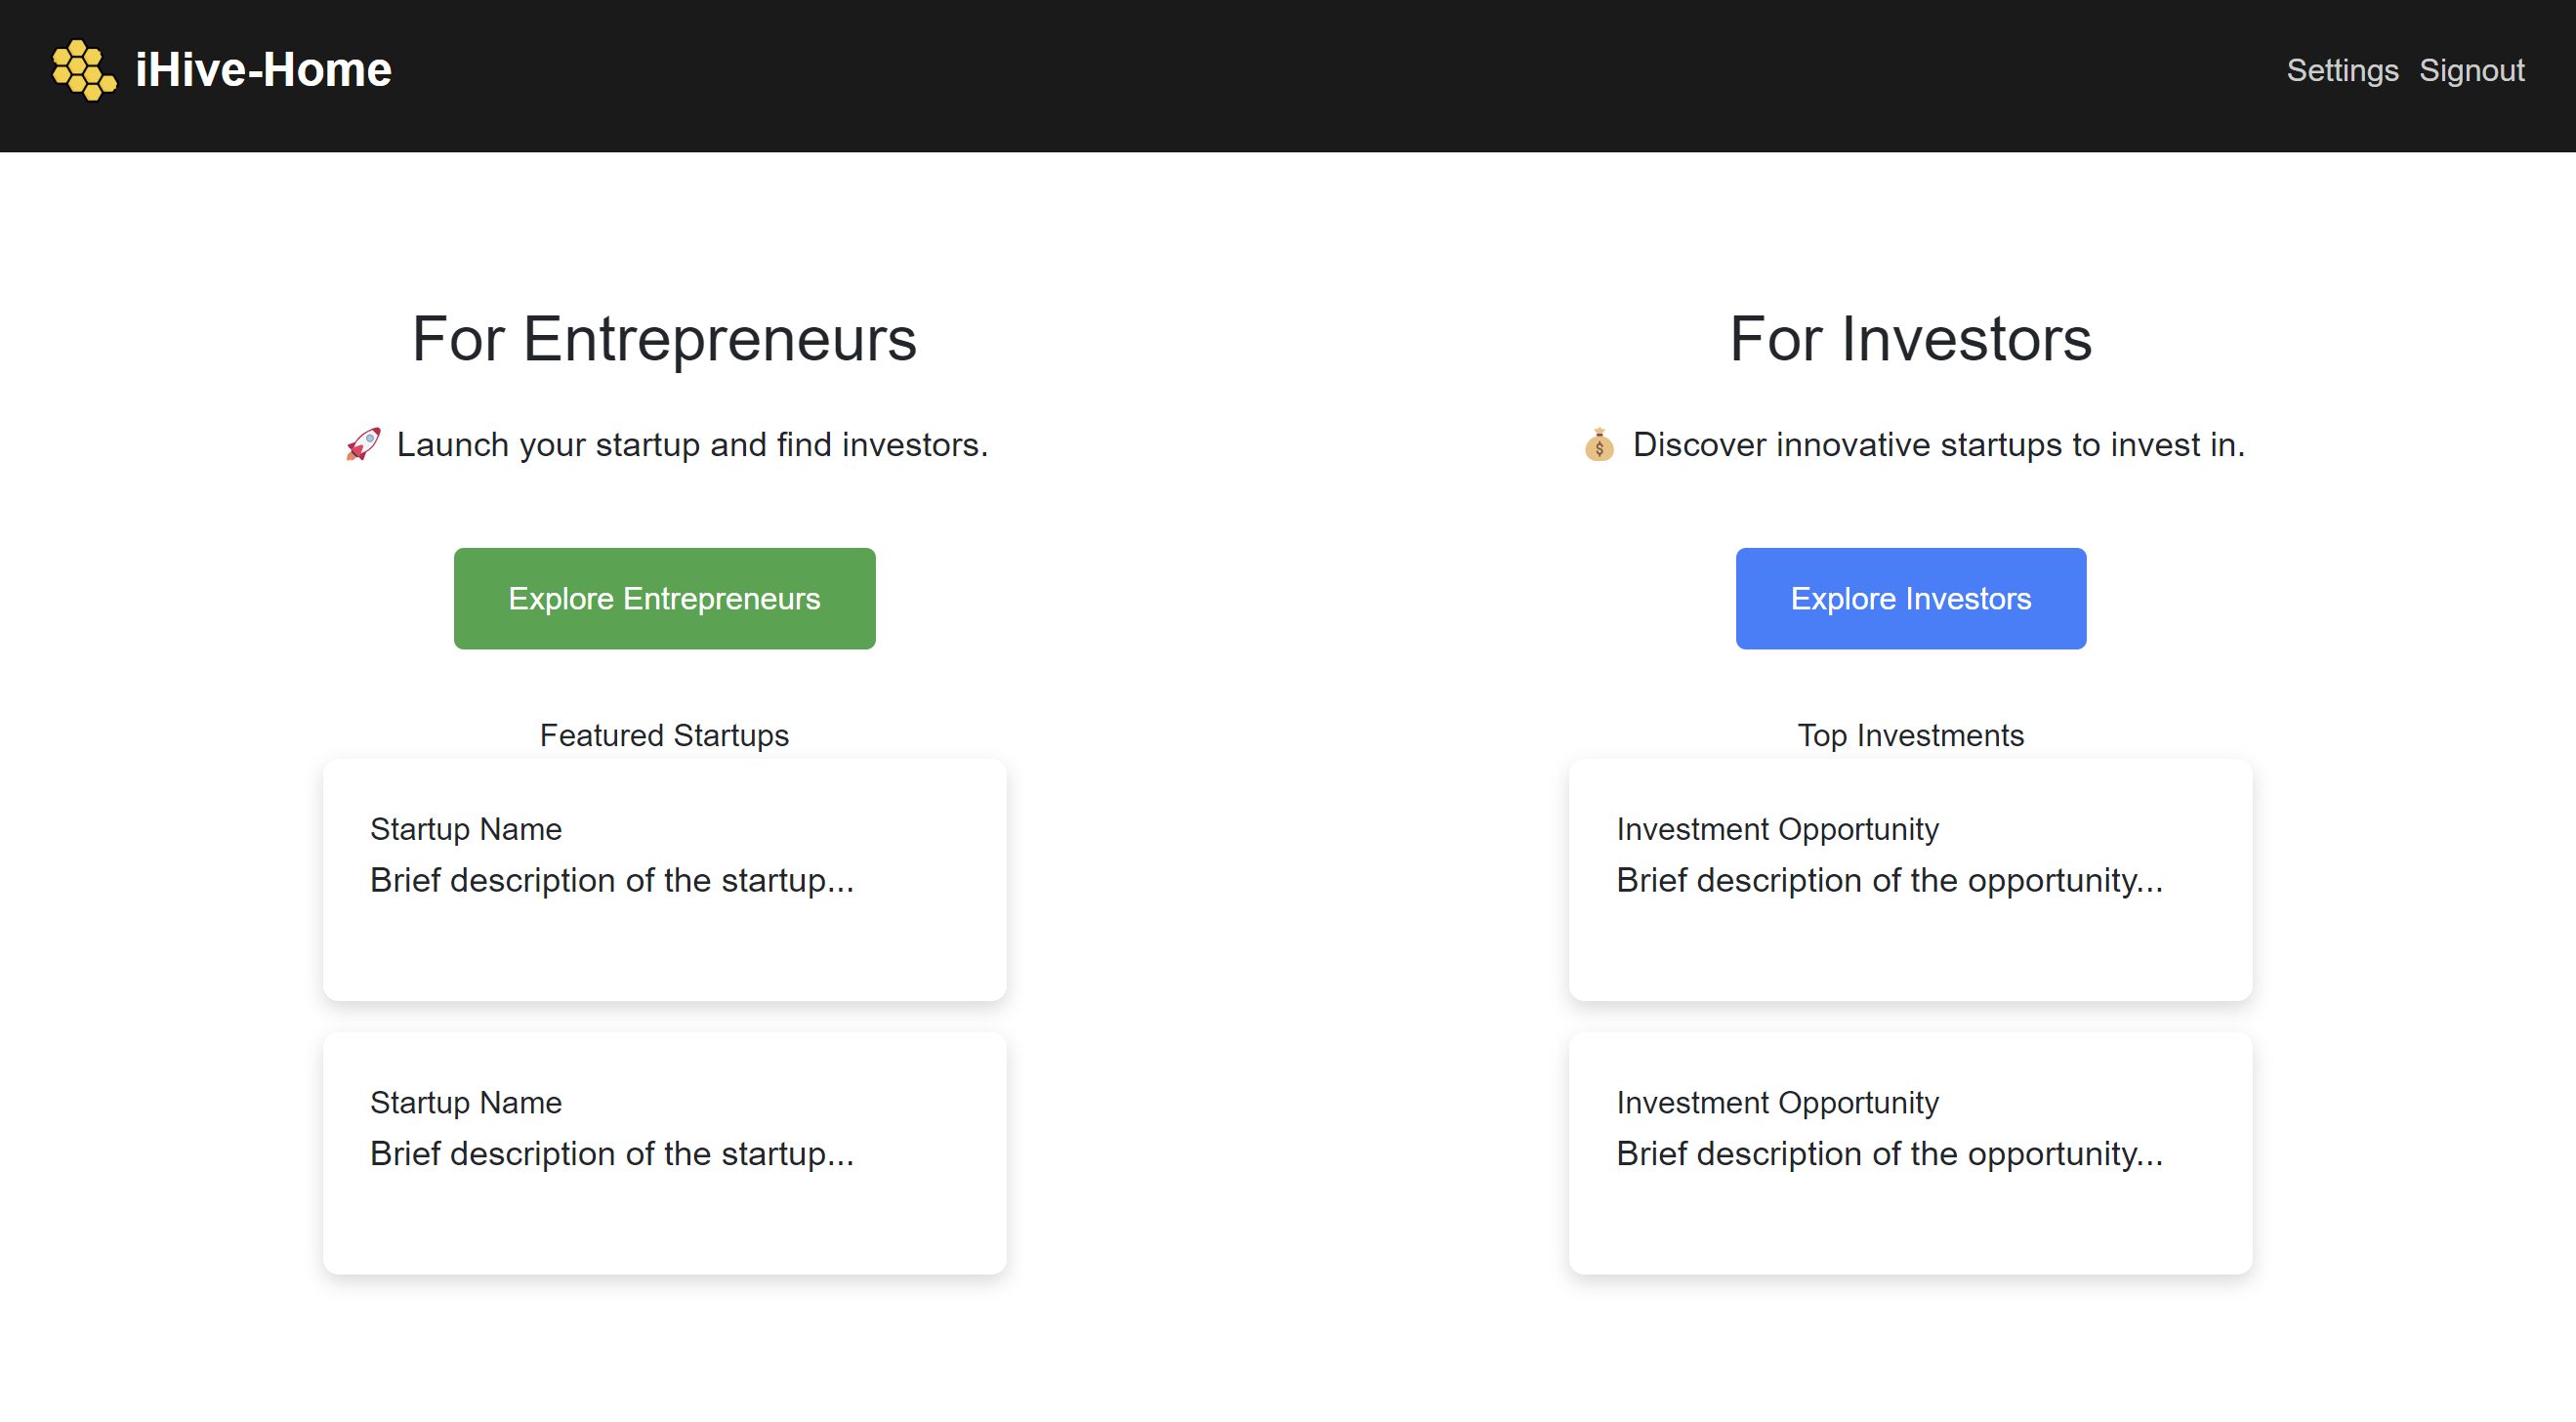 iHive-Home
Settings Signout
For Entrepreneurs
🚀 Launch your startup and find investors.
Explore Entrepreneurs
Featured Startups
Startup Name
Brief description of the startup...
Startup Name
Brief description of the startup...
For Investors
💰 Discover innovative startups to invest in.
Explore Investors
Top Investments
Investment Opportunity
Brief description of the opportunity...
Investment Opportunity
Brief description of the opportunity...